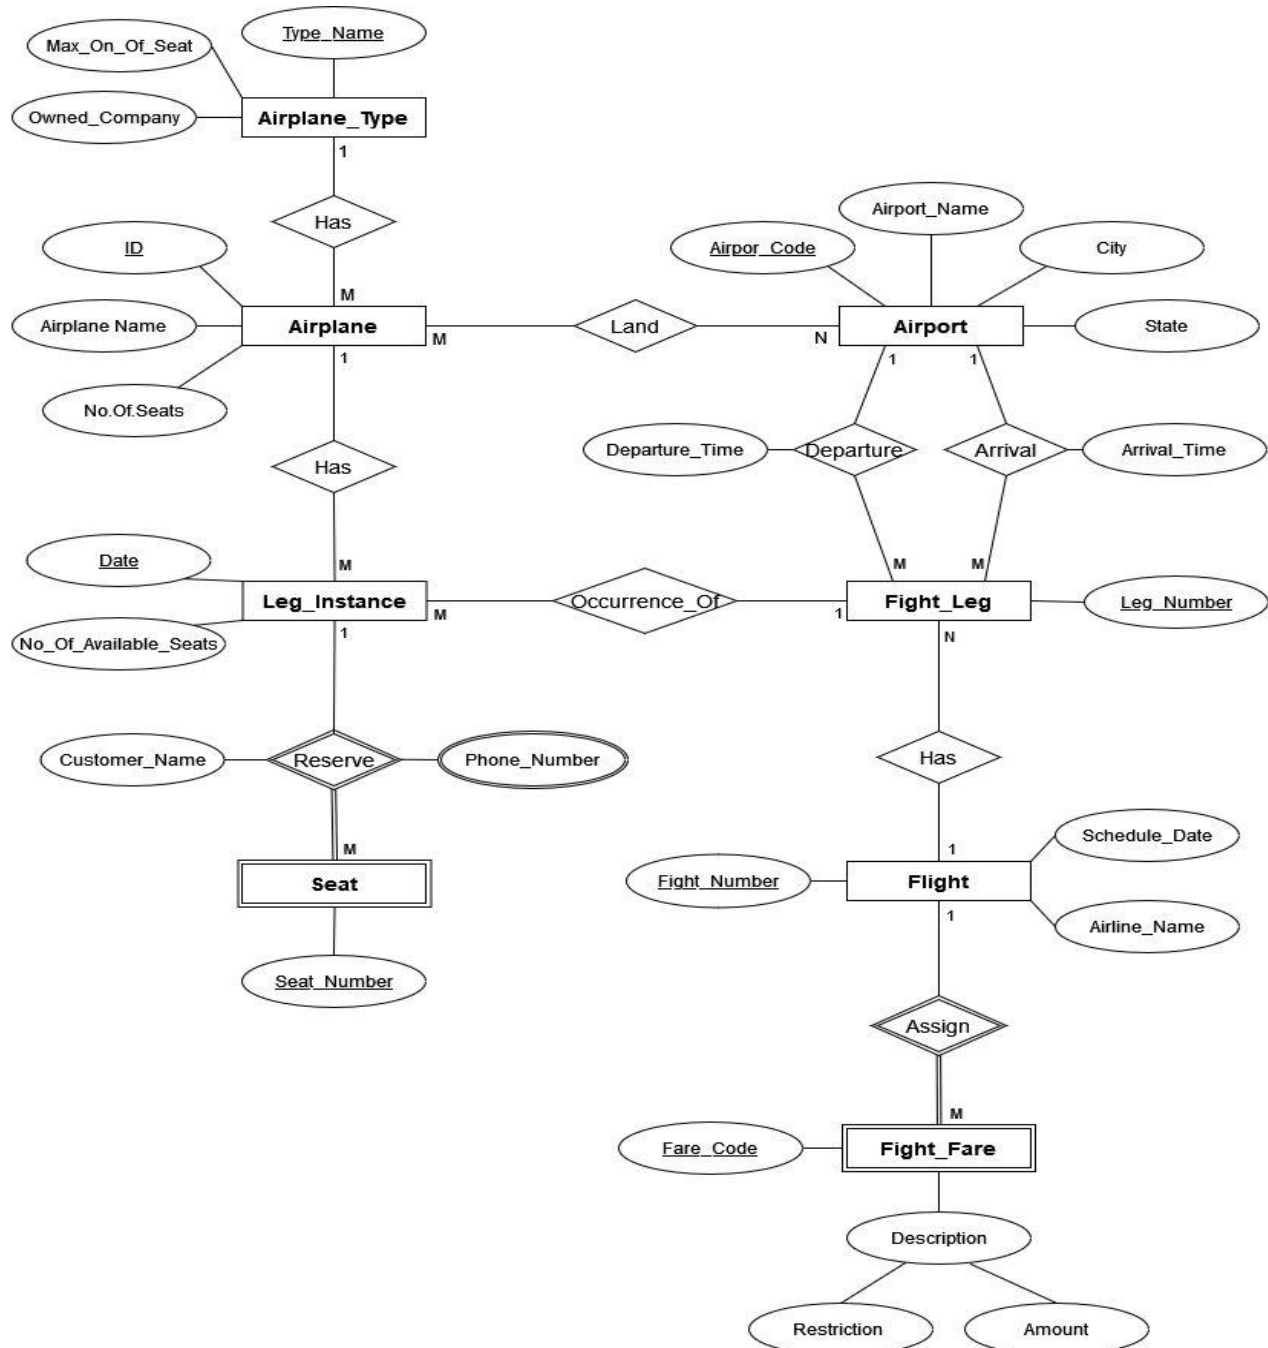 Type_Name
Max_On_Of_Seat
Owned_Company
Airplane_Type
1
Has
Airport_Name
ID
Airpor_Code
City
M
Airplane Name
Airplane
M
Land
N
Airport
State
1
1
1
No.Of.Seats
Departure_Time
Departure
Arrival
Arrival_Time
Has
Date
M
M
M
Leg_Instance
M
Occurrence_Of
1
Fight_Leg
Leg_Number
No_Of_Available_Seats
1
N
Customer_Name
Reserve
Phone_Number
Has
M
1
Schedule_Date
Seat
Fight_Number
Flight
1
Airline_Name
Seat_Number
Assign
M
Fare_Code
Fight_Fare
Description
Restriction
Amount